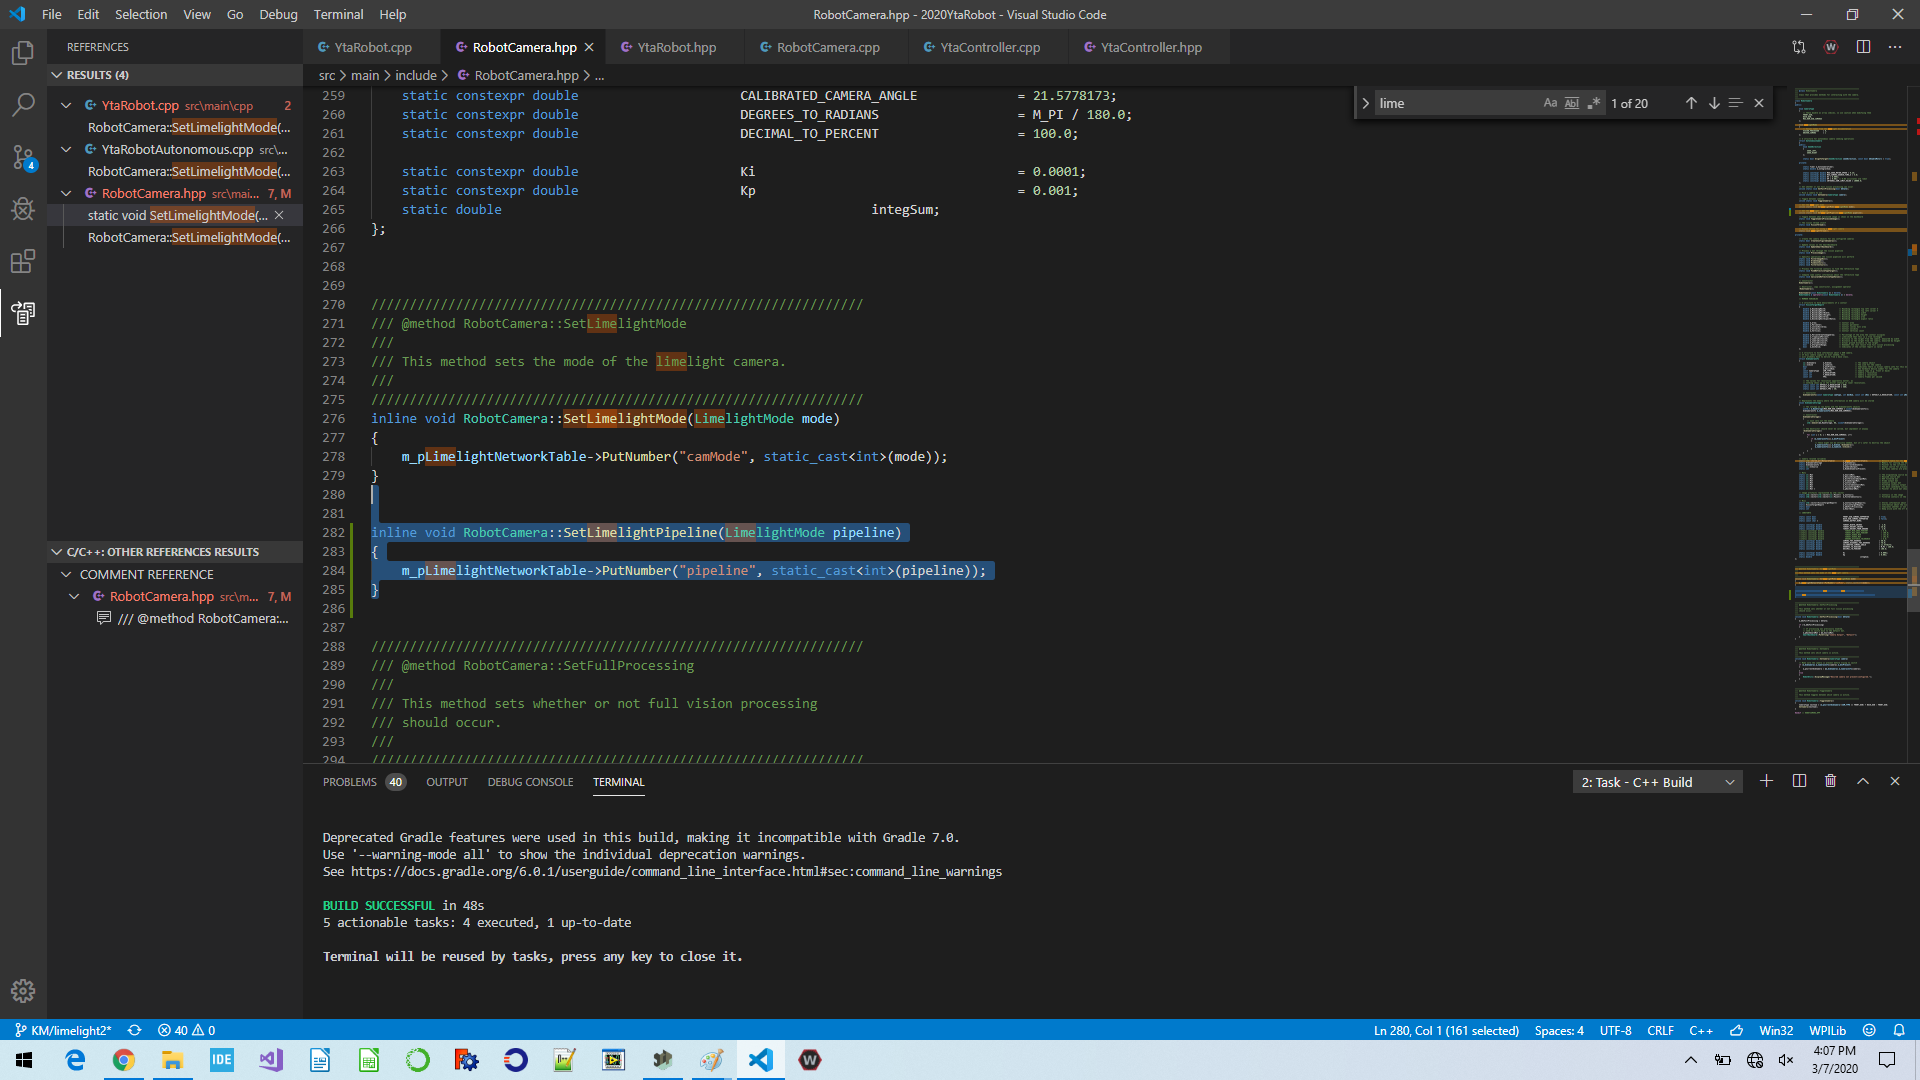 File Edit Selection View Go Debug Terminal Help
RobotCamera.hpp - 2020YtaRobot - Visual Studio Code
REFERENCES
RESULTS (4)
YtaRobot.cpp src\main\cpp 2
RobotCamera::SetLimelightMode(...
YtaRobotAutonomous.cpp src\...
RobotCamera::SetLimelightMode(...
RobotCamera.hpp src\mai... 7, M
static void SetLimelightMode(...
RobotCamera::SetLimelightMode(...
C/C++: OTHER REFERENCES RESULTS
COMMENT REFERENCE
RobotCamera.hpp src\m... 7, M
/// @method RobotCamera:...
YtaRobot.cpp RobotCamera.hpp YtaRobot.hpp RobotCamera.cpp YtaController.cpp YtaController.hpp
src > main > include > RobotCamera.hpp > ...
lime Aa Abl .* 1 of 20
259 static constexpr double CALIBRATED_CAMERA_ANGLE = 21.5778173;
260 static constexpr double DEGREES_TO_RADIANS = M_PI / 180.0;
261 static constexpr double DECIMAL_TO_PERCENT = 100.0;
262
263 static constexpr double Ki = 0.0001;
264 static constexpr double Kp = 0.001;
265 static double integSum;
266 };
267
268
269
270 ////////////////////////////////////////////////////////////////
271 /// @method RobotCamera::SetLimelightMode
272 ///
273 /// This method sets the mode of the limelight camera.
274 ///
275 ////////////////////////////////////////////////////////////////
276 inline void RobotCamera::SetLimelightMode(LimelightMode mode)
277 {
278 m_pLimelightNetworkTable->PutNumber("camMode", static_cast<int>(mode));
279 }
280
281
282 inline void RobotCamera::SetLimelightPipeline(LimelightMode pipeline)
283 {
284 m_pLimelightNetworkTable->PutNumber("pipeline", static_cast<int>(pipeline));
285 }
286
287
288 ////////////////////////////////////////////////////////////////
289 /// @method RobotCamera::SetFullProcessing
290 ///
291 /// This method sets whether or not full vision processing
292 /// should occur.
293 ///
294 ////////////////////////////////////////////////////////////////
PROBLEMS 40 OUTPUT DEBUG CONSOLE TERMINAL
2: Task - C++ Build
Deprecated Gradle features were used in this build, making it incompatible with Gradle 7.0.
Use '--warning-mode all' to show the individual deprecation warnings.
See https://docs.gradle.org/6.0.1/userguide/command_line_interface.html#sec:command_line_warnings
BUILD SUCCESSFUL in 48s
5 actionable tasks: 4 executed, 1 up-to-date
Terminal will be reused by tasks, press any key to close it.
4
KM/limelight2* 40 0
Ln 280, Col 1 (161 selected) Spaces: 4 UTF-8 CRLF C++ Win32 WPILib
IDE
W
4:07 PM
3/7/2020